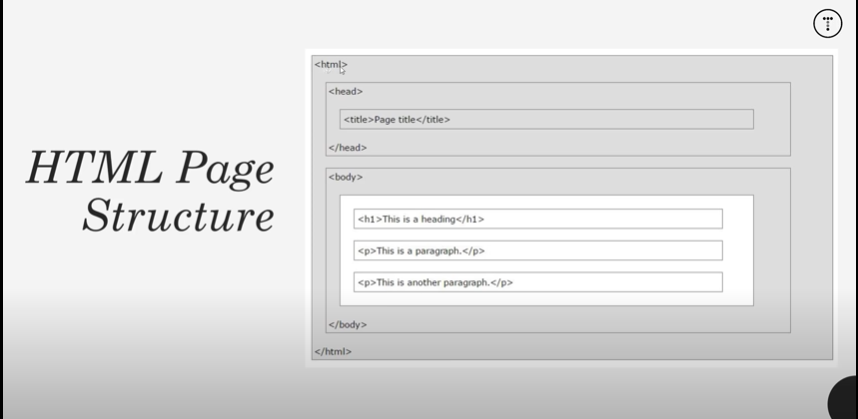 HTML Page
Structure
<html>
<head>
<title>Page title</title>
</head>
<body>
<h1>This is a heading</h1>
<p>This is a paragraph.</p>
<p>This is another paragraph.</p>
</body>
</html>